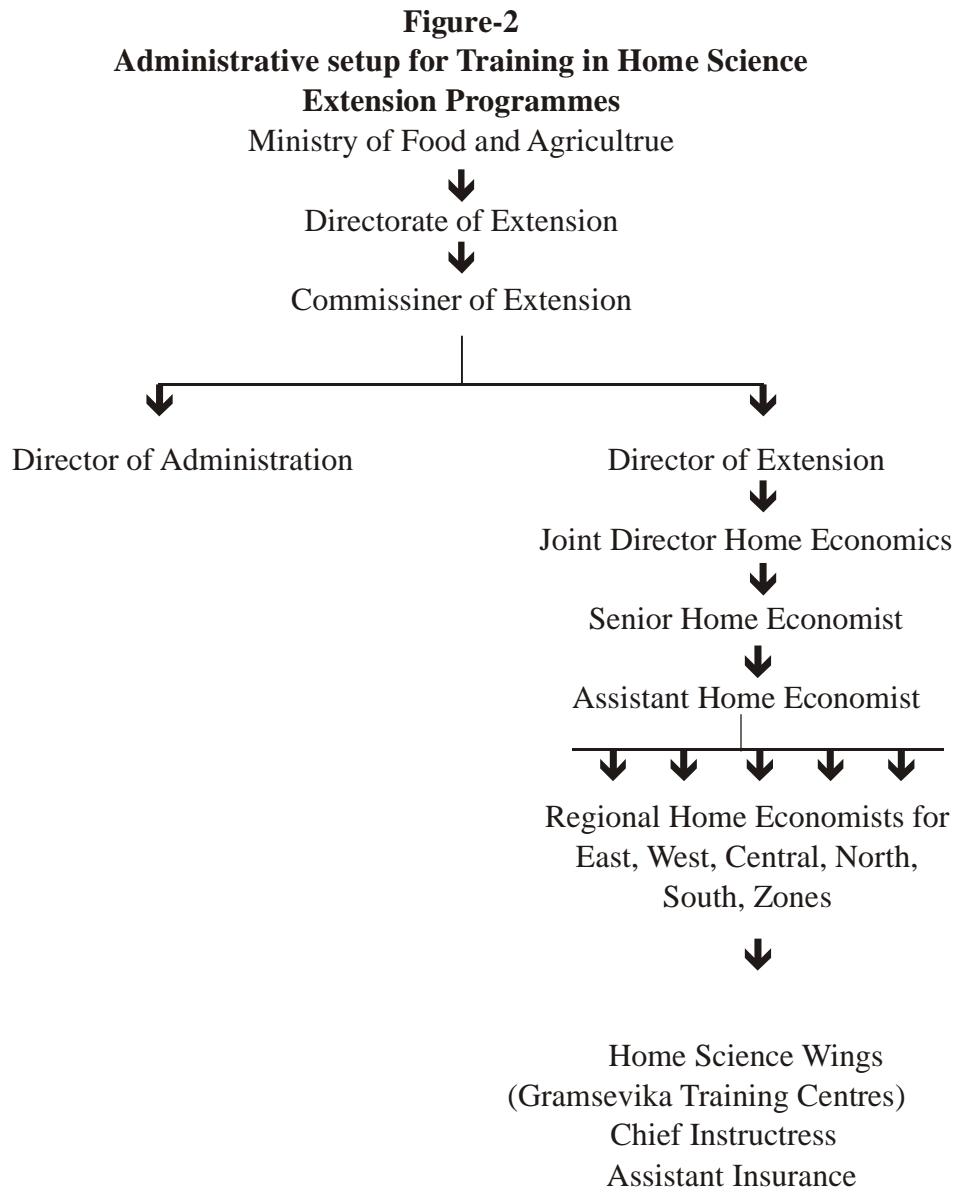 Figure-2
Administrative setup for Training in Home Science
Extension Programmes
Ministry of Food and Agricultrue
Directorate of Extension
Commissiner of Extension
Director of Administration
Director of Extension
Joint Director Home Economics
Senior Home Economist
Assistant Home Economist
Regional Home Economists for
East, West, Central, North,
South, Zones
Home Science Wings
(Gramsevika Training Centres)
Chief Instructress
Assistant Insurance